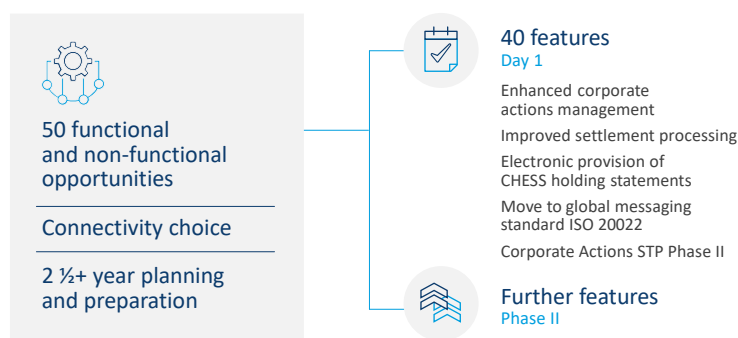 50 functional
and non-functional
opportunities
Connectivity choice
2 ½+ year planning
and preparation
40 features
Day 1
Enhanced corporate
actions management
Improved settlement processing
Electronic provision of
CHESS holding statements
Move to global messaging
standard ISO 20022
Corporate Actions STP Phase II
Further features
Phase II